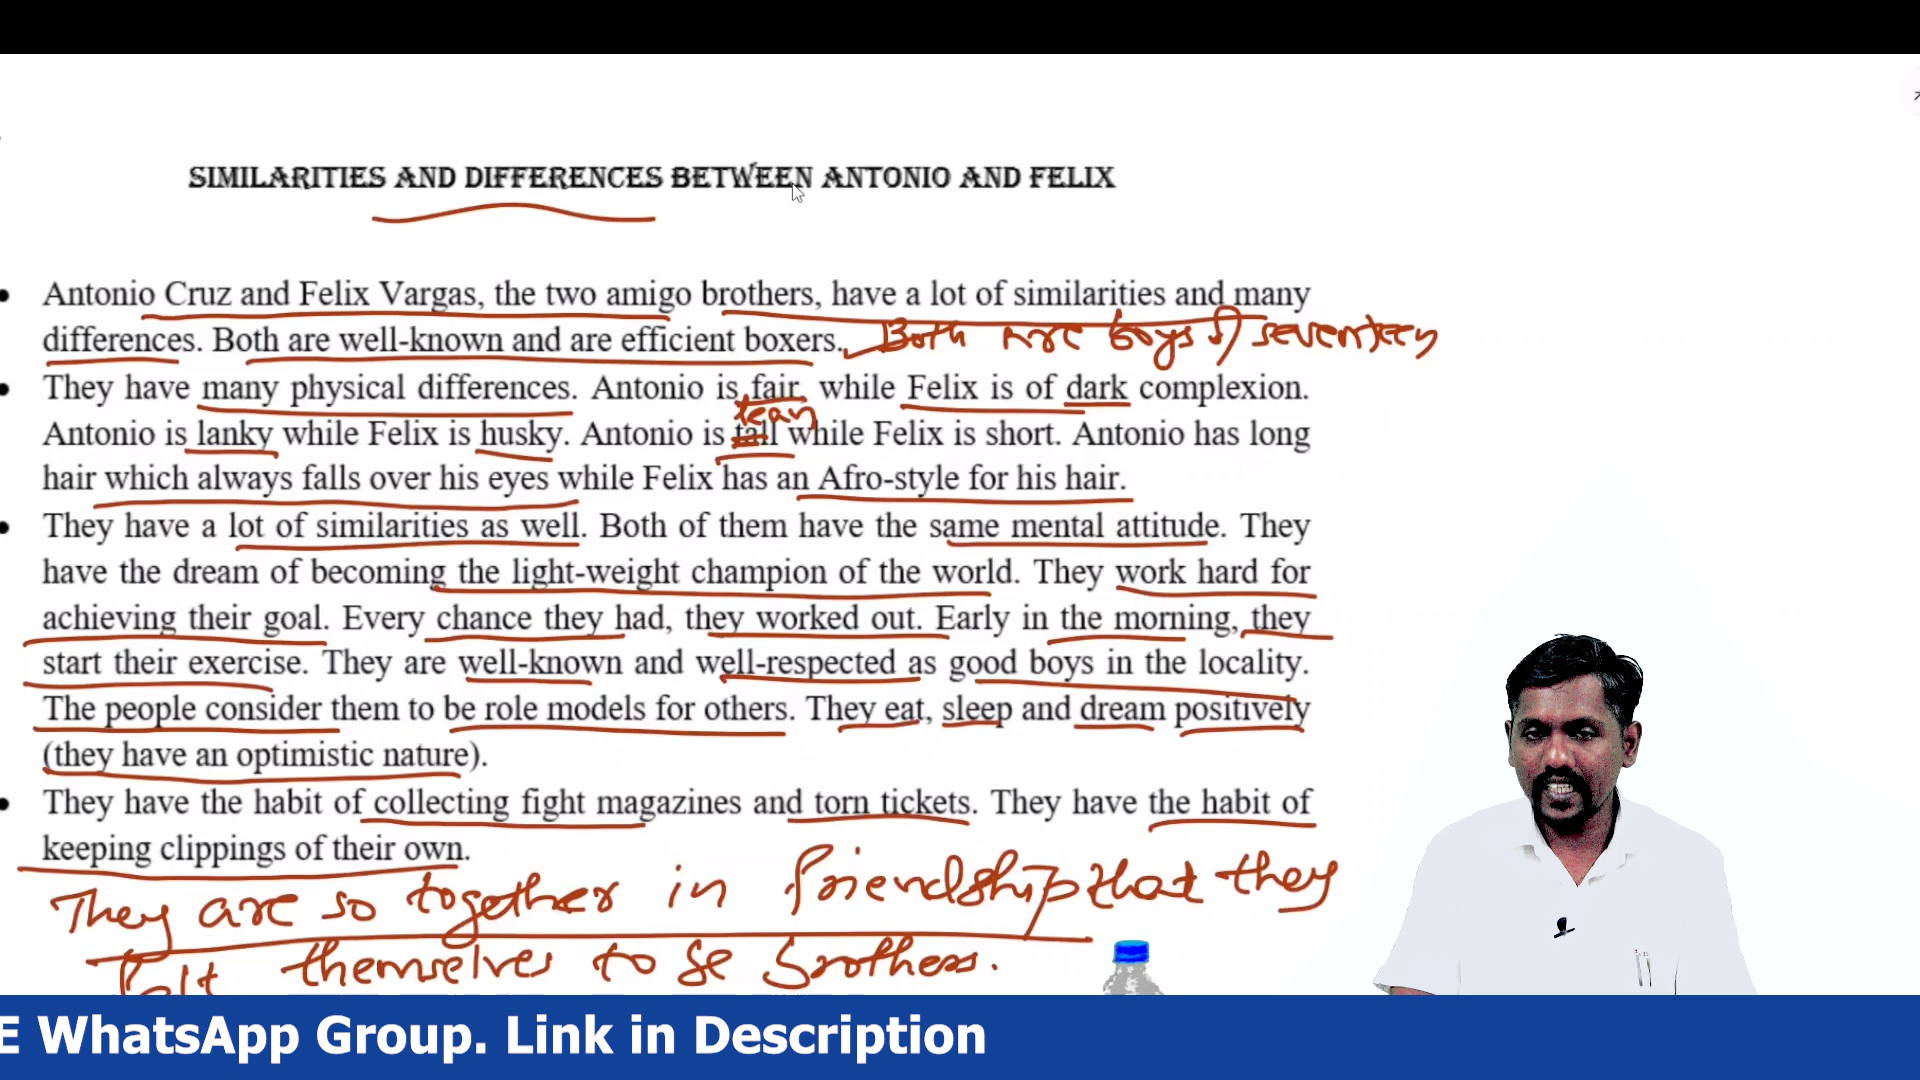 SIMILARITIES AND DIFFERENCES BETWEEN ANTONIO AND FELIX
• Antonio Cruz and Felix Vargas, the two amigo brothers, have a lot of similarities and many
differences. Both are well-known and are efficient boxers. Both are boys of seventeen
• They have many physical differences. Antonio is fair while Felix is of dark complexion.
lean
Antonio is lanky while Felix is husky. Antonio is tall while Felix is short. Antonio has long
hair which always falls over his eyes while Felix has an Afro-style for his hair.
• They have a lot of similarities as well. Both of them have the same mental attitude. They
have the dream of becoming the light-weight champion of the world. They work hard for
achieving their goal. Every chance they had, they worked out. Early in the morning, they
start their exercise. They are well-known and well-respected as good boys in the locality.
The people consider them to be role models for others. They eat, sleep and dream positively
(they have an optimistic nature).
• They have the habit of collecting fight magazines and torn tickets. They have the habit of
keeping clippings of their own.
They are so together in friendship that they
felt themselves to be brothers.
E WhatsApp Group. Link in Description